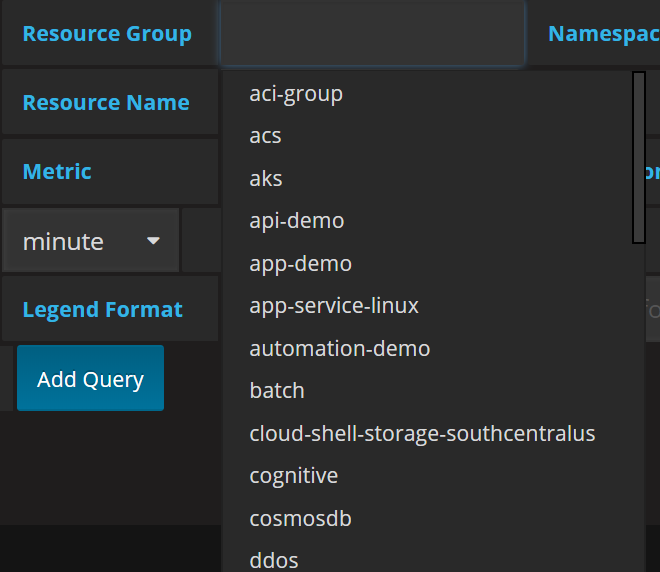 Resource Group
Namespac
aci-group
Resource Name
acs
Metric
aks
api-demo
minute
app-demo
Legend Format
app-service-linux
automation-demo
Add Query
batch
cloud-shell-storage-southcentralus
cognitive
cosmosdb
ddos